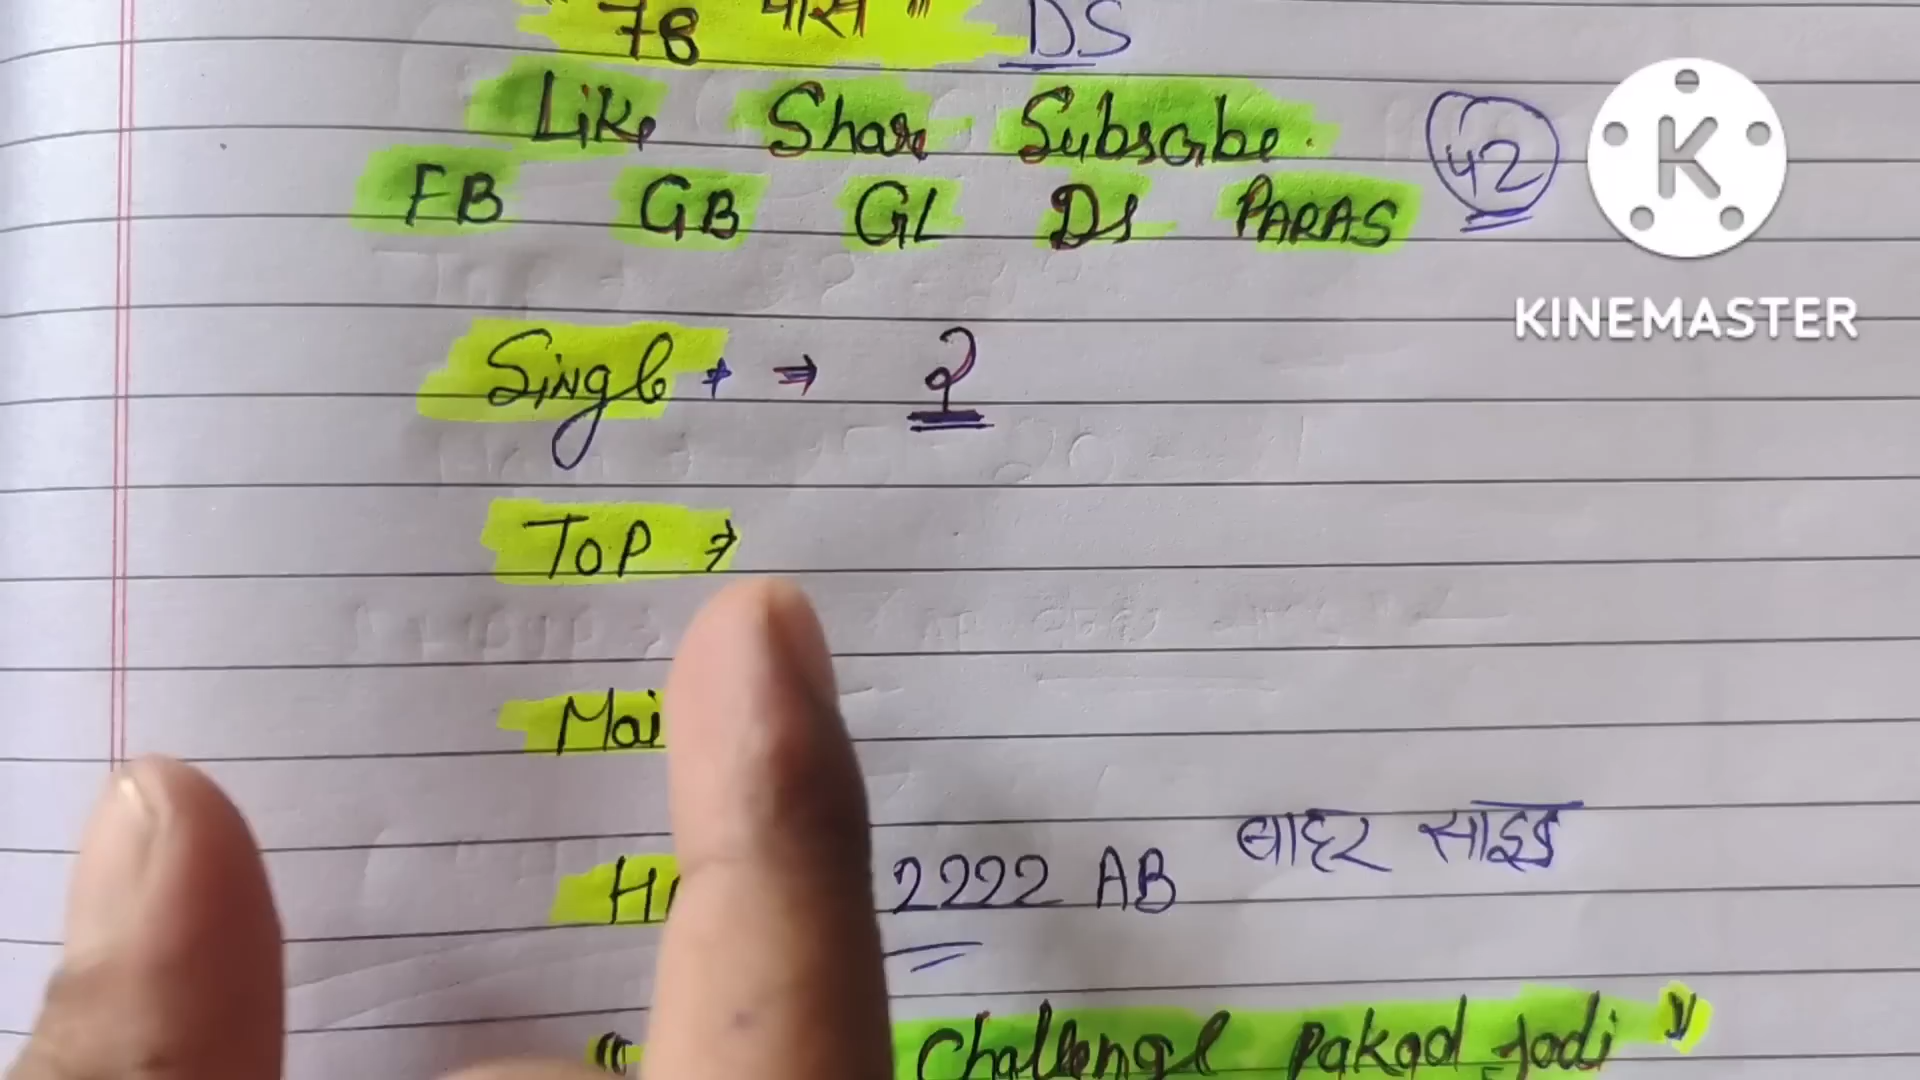 "78 पास" DS
Like Share Subscribe.
42
FB GB GL DS PARAS
KINEMASTER
Single → ⇒ 2
TOP →
Mai
बाहर साइड
H 2222 AB
" Challenge pakad jodi "